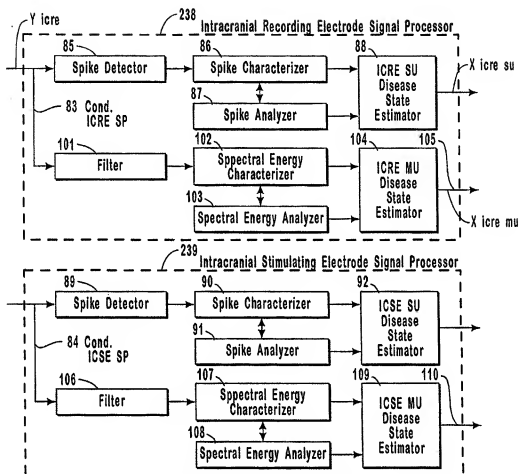 Y icre
238
Intracranial Recording Electrode Signal Processor
85
86
88
Spike Detector
Spike Characterizer
ICRE SU
Disease
State
Estimator
X icre su
87
Spike Analyzer
83 Cond.
ICRE SP
101
102
104
105
Filter
Sppectral Energy
Characterizer
ICRE MU
Disease
State
Estimator
103
Spectral Energy Analyzer
X icre mu
239
Intracranial Stimulating Electrode Signal Processor
89
90
92
Spike Detector
Spike Characterizer
ICSE SU
Disease
State
Estimator
91
Spike Analyzer
84 Cond.
ICSE SP
106
107
109
110
Filter
Sppectral Energy
Characterizer
ICSE MU
Disease
State
Estimator
108
Spectral Energy Analyzer